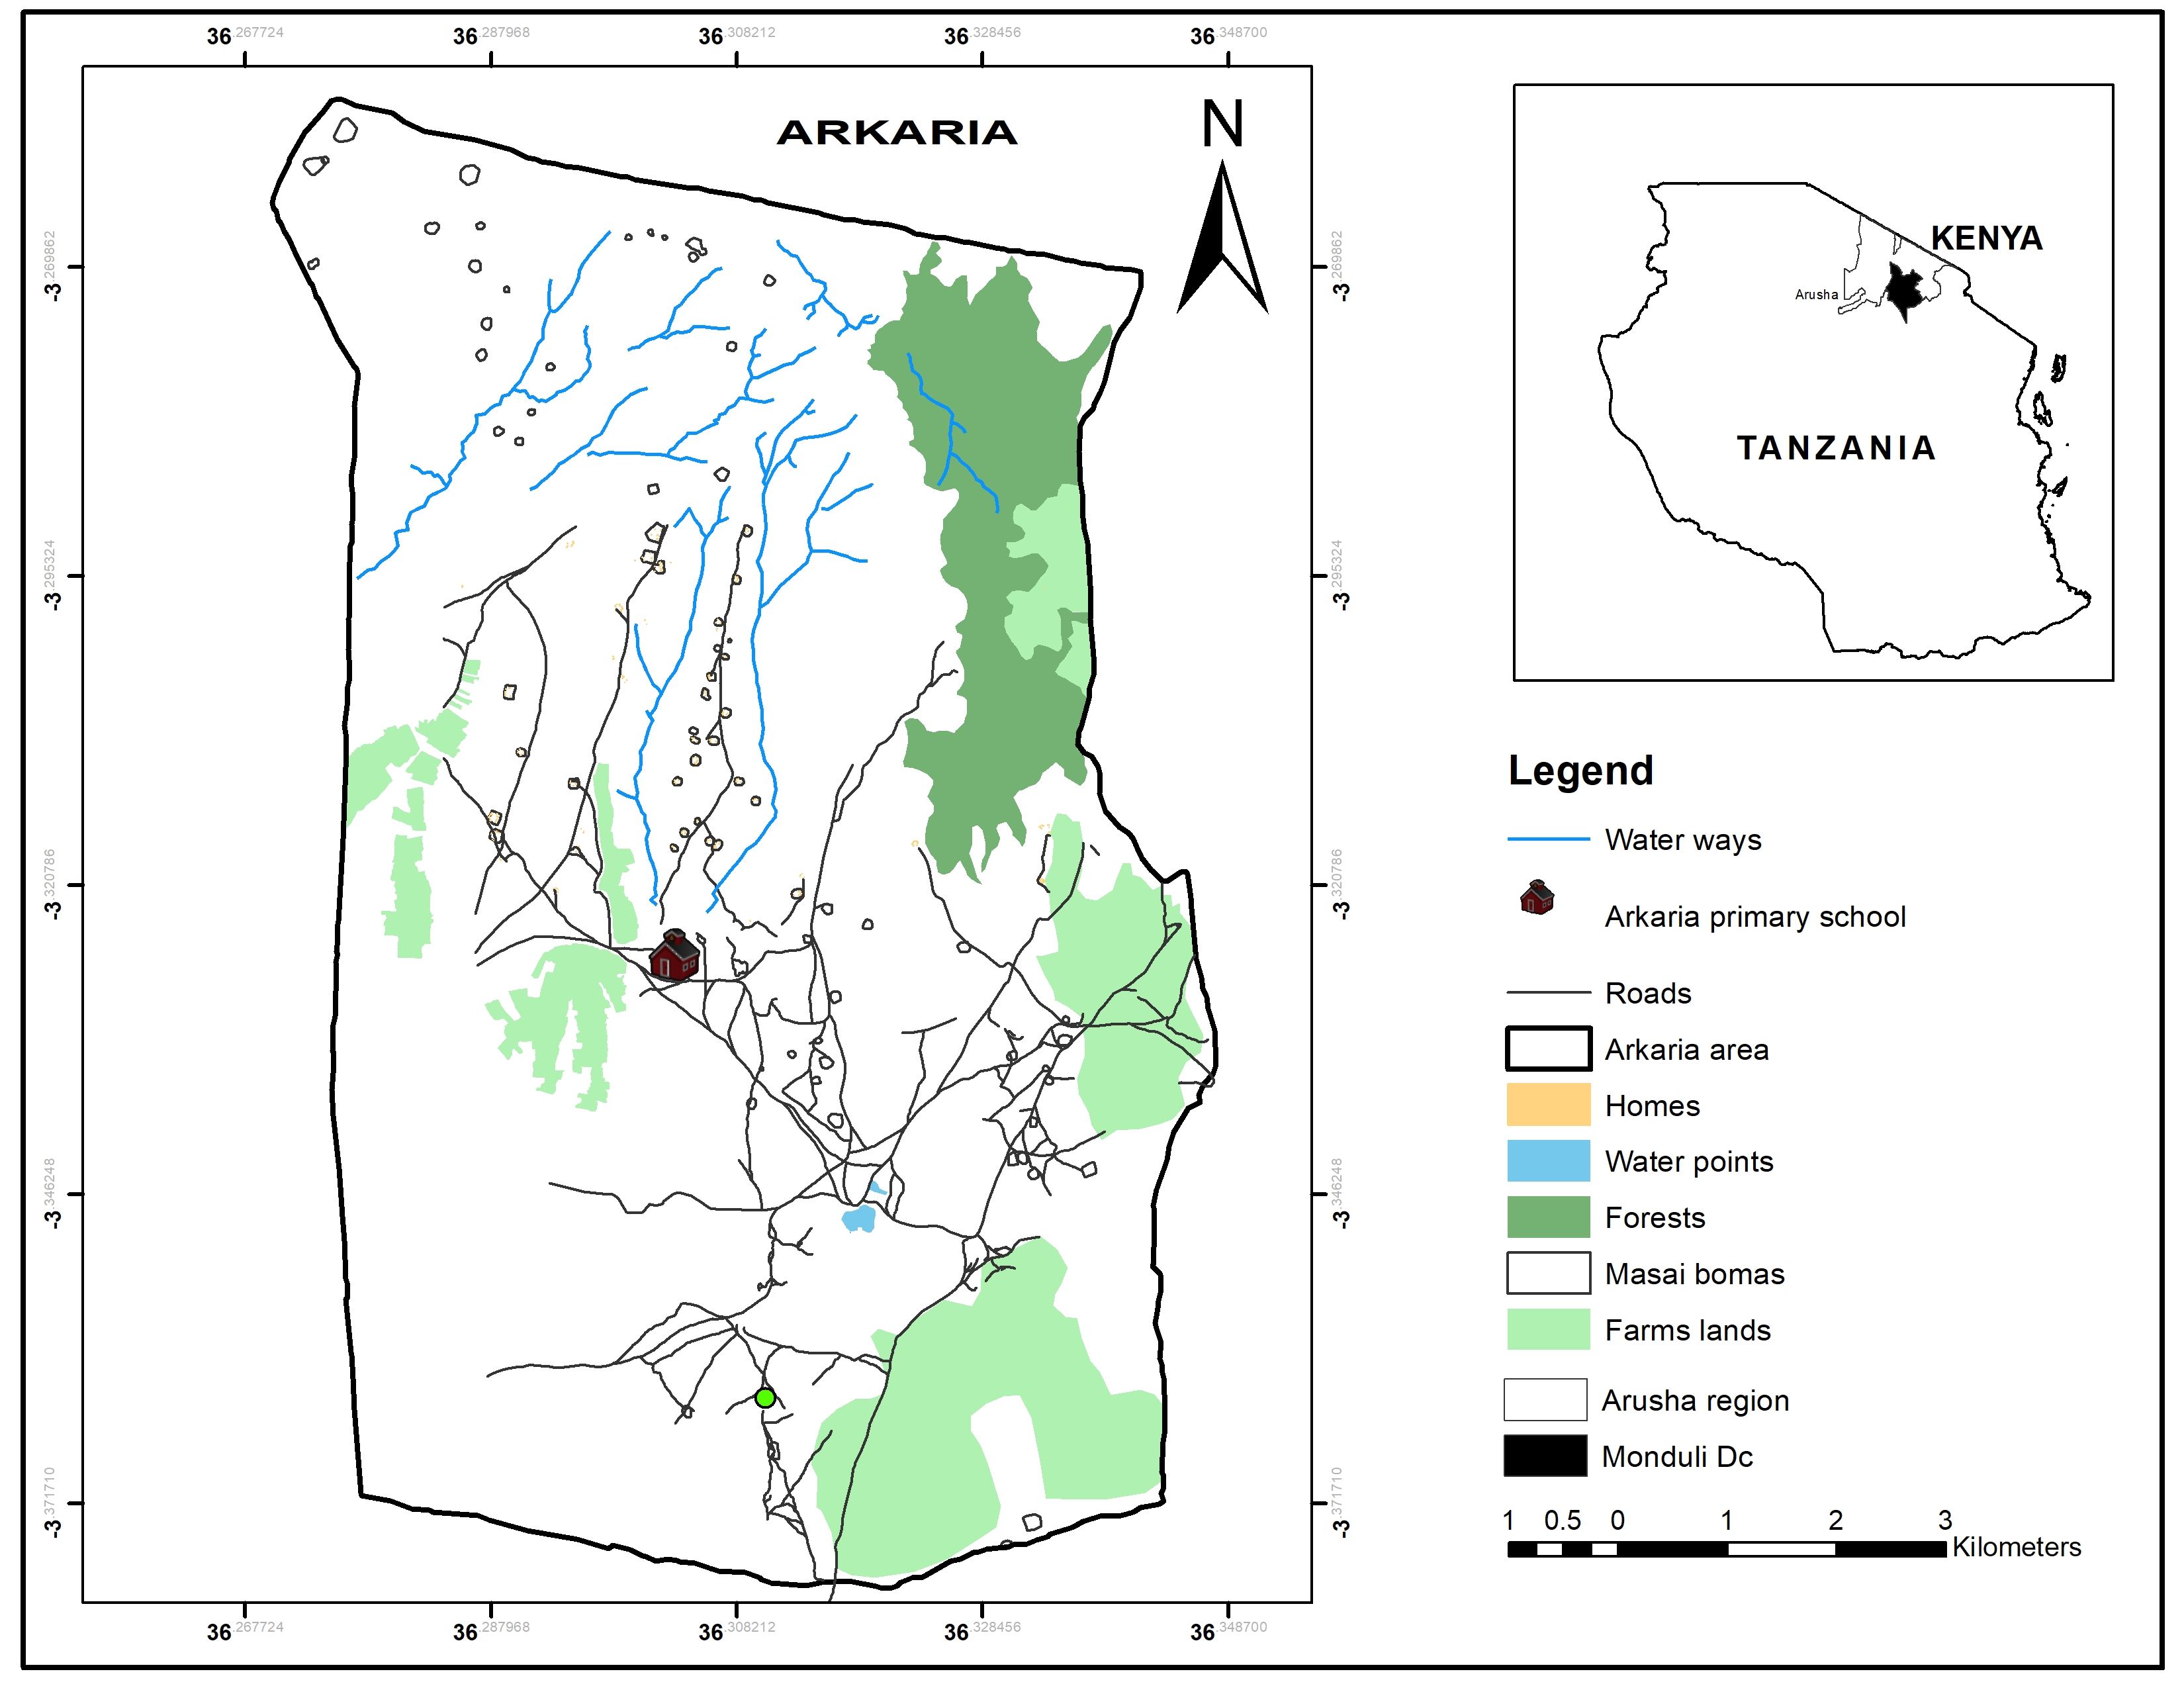 36.267724 36.287968 36.308212 36.328456 36.348700
ARKARIA
N
-3.269862
-3.295324
-3.320786
-3.346248
-3.371710
-3.269862
-3.295324
-3.320786
-3.346248
-3.371710
36.267724 36.287968 36.308212 36.328456 36.348700
KENYA
Arusha
TANZANIA
Legend
Water ways
Arkaria primary school
Roads
Arkaria area
Homes
Water points
Forests
Masai bomas
Farms lands
Arusha region
Monduli Dc
1 0.5 0 1 2 3
Kilometers